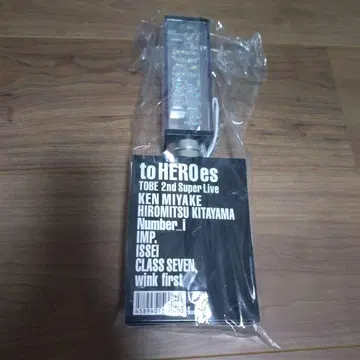 to HEROes
TOBE 2nd Super Live
KEN MIYAKE
HIROMITSU KITAYAMA
Number_i
IMP.
ISSEI
CLASS SEVEN
wink first